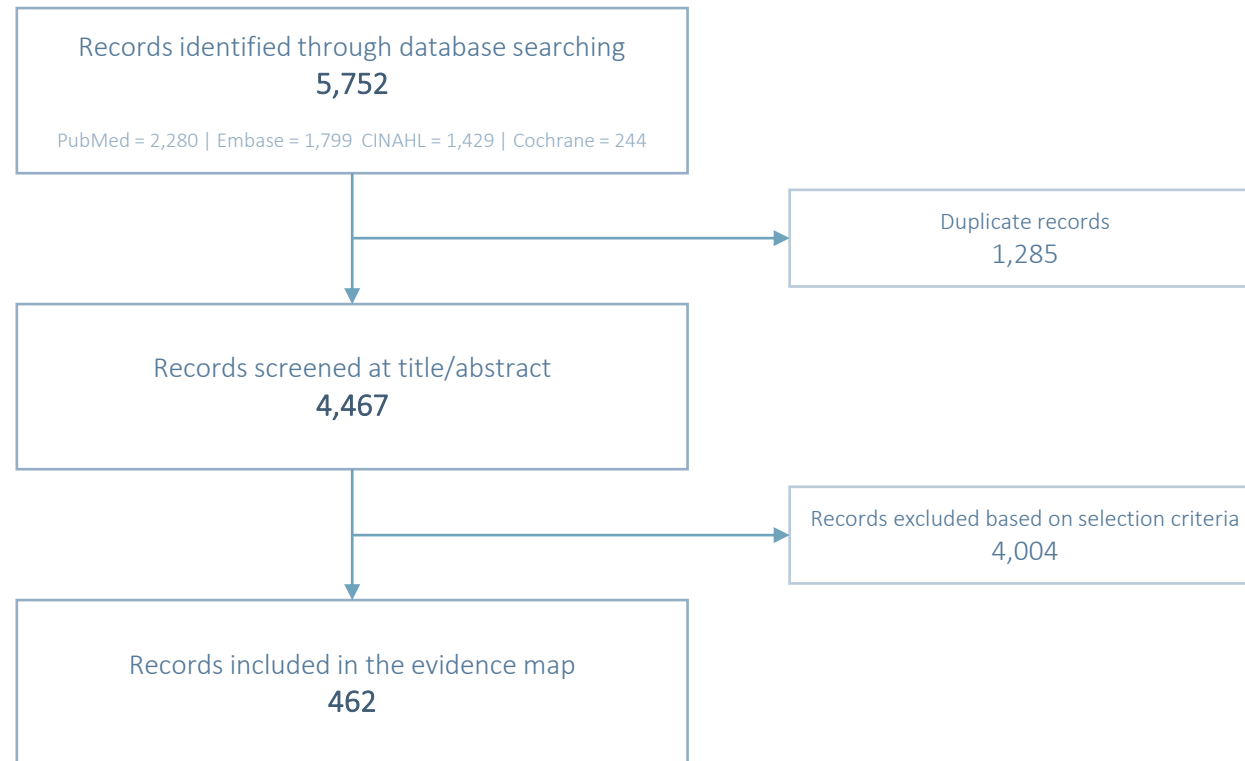 Records identified through database searching
5,752
PubMed = 2,280 | Embase = 1,799 CINAHL = 1,429 | Cochrane = 244
Duplicate records
1,285
Records screened at title/abstract
4,467
Records excluded based on selection criteria
4,004
Records included in the evidence map
462